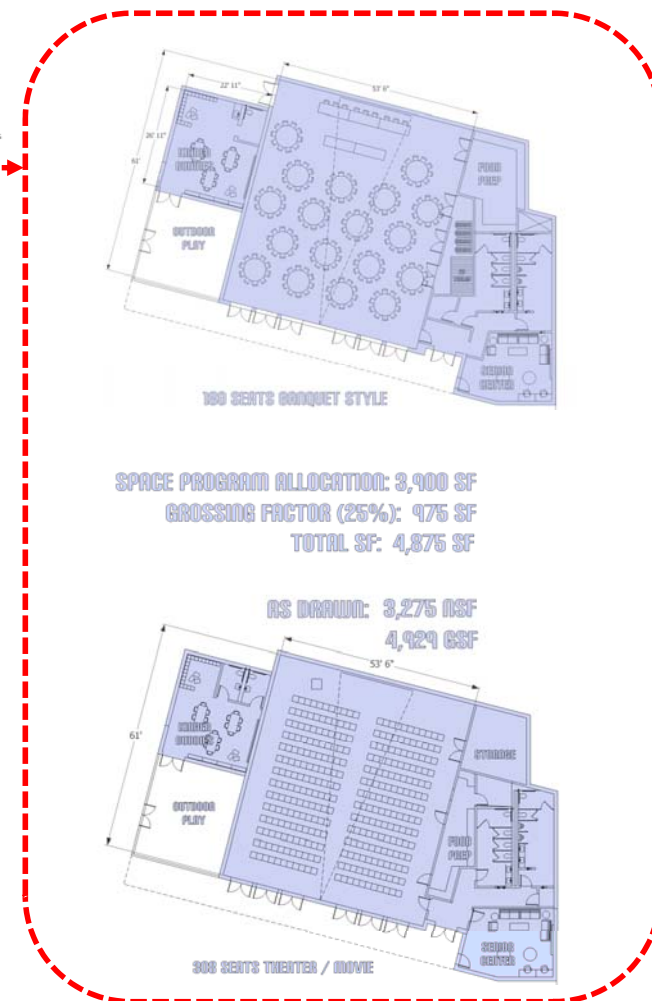 53' 6"
22' 11"
26' 11"
61'
FOOD
PREP
OUTDOOR
PLAY
SENIOR
CENTER
180 SEATS BANQUET STYLE
SPACE PROGRAM ALLOCATION: 3,900 SF
GROSSING FACTOR (25%): 975 SF
TOTAL SF: 4,875 SF
AS DRAWN: 3,275 NSF
4,929 GSF
53' 6"
61'
STORAGE
OUTDOOR
PLAY
FOOD
PREP
SENIOR
CENTER
308 SEATS THEATER / MOVIE